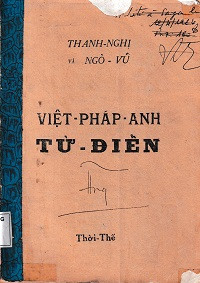 THANH-NGHỊ
VÀ NGÔ-VŨ
VIỆT-PHÁP-ANH
TỪ-ĐIỂN
Thời-Thế